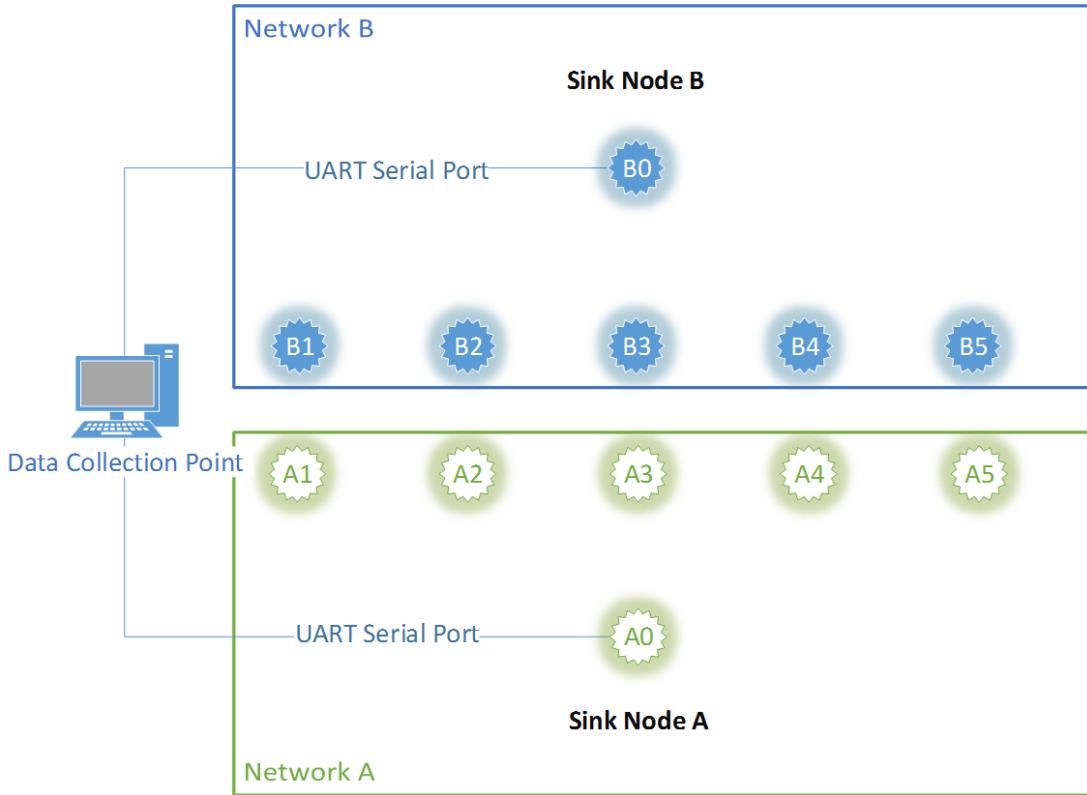 Network B
Sink Node B
B0
UART Serial Port
B1 B2 B3 B4 B5
Data Collection Point
A1 A2 A3 A4 A5
UART Serial Port
A0
Sink Node A
Network A